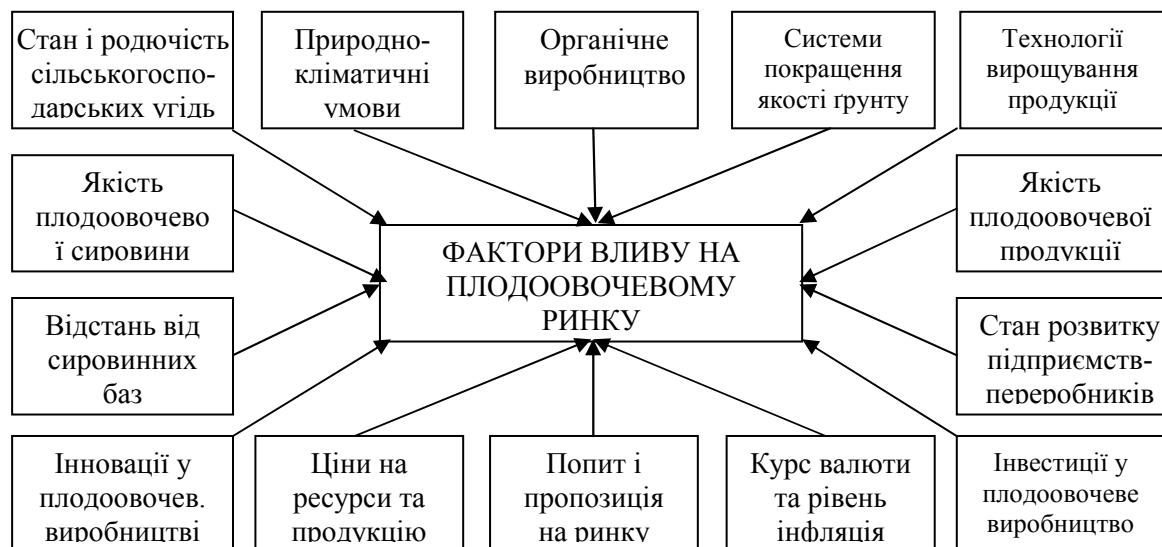 Стан і родючість
сільськогоспо-
дарських угідь
Природно-
кліматичні
умови
Органічне
виробництво
Системи
покращення
якості ґрунту
Технології
вирощування
продукції
Якість
плодоовочево
ї сировини
ФАКТОРИ ВЛИВУ НА
ПЛОДООВОЧЕВОМУ
РИНКУ
Якість
плодоовочевої
продукції
Відстань від
сировинних
баз
Стан розвитку
підприємств-
переробників
Інновації у
плодоовочев.
виробництві
Ціни на
ресурси та
продукцію
Попит і
пропозиція
на ринку
Курс валюти
та рівень
інфляція
Інвестиції у
плодоовочеве
виробництво